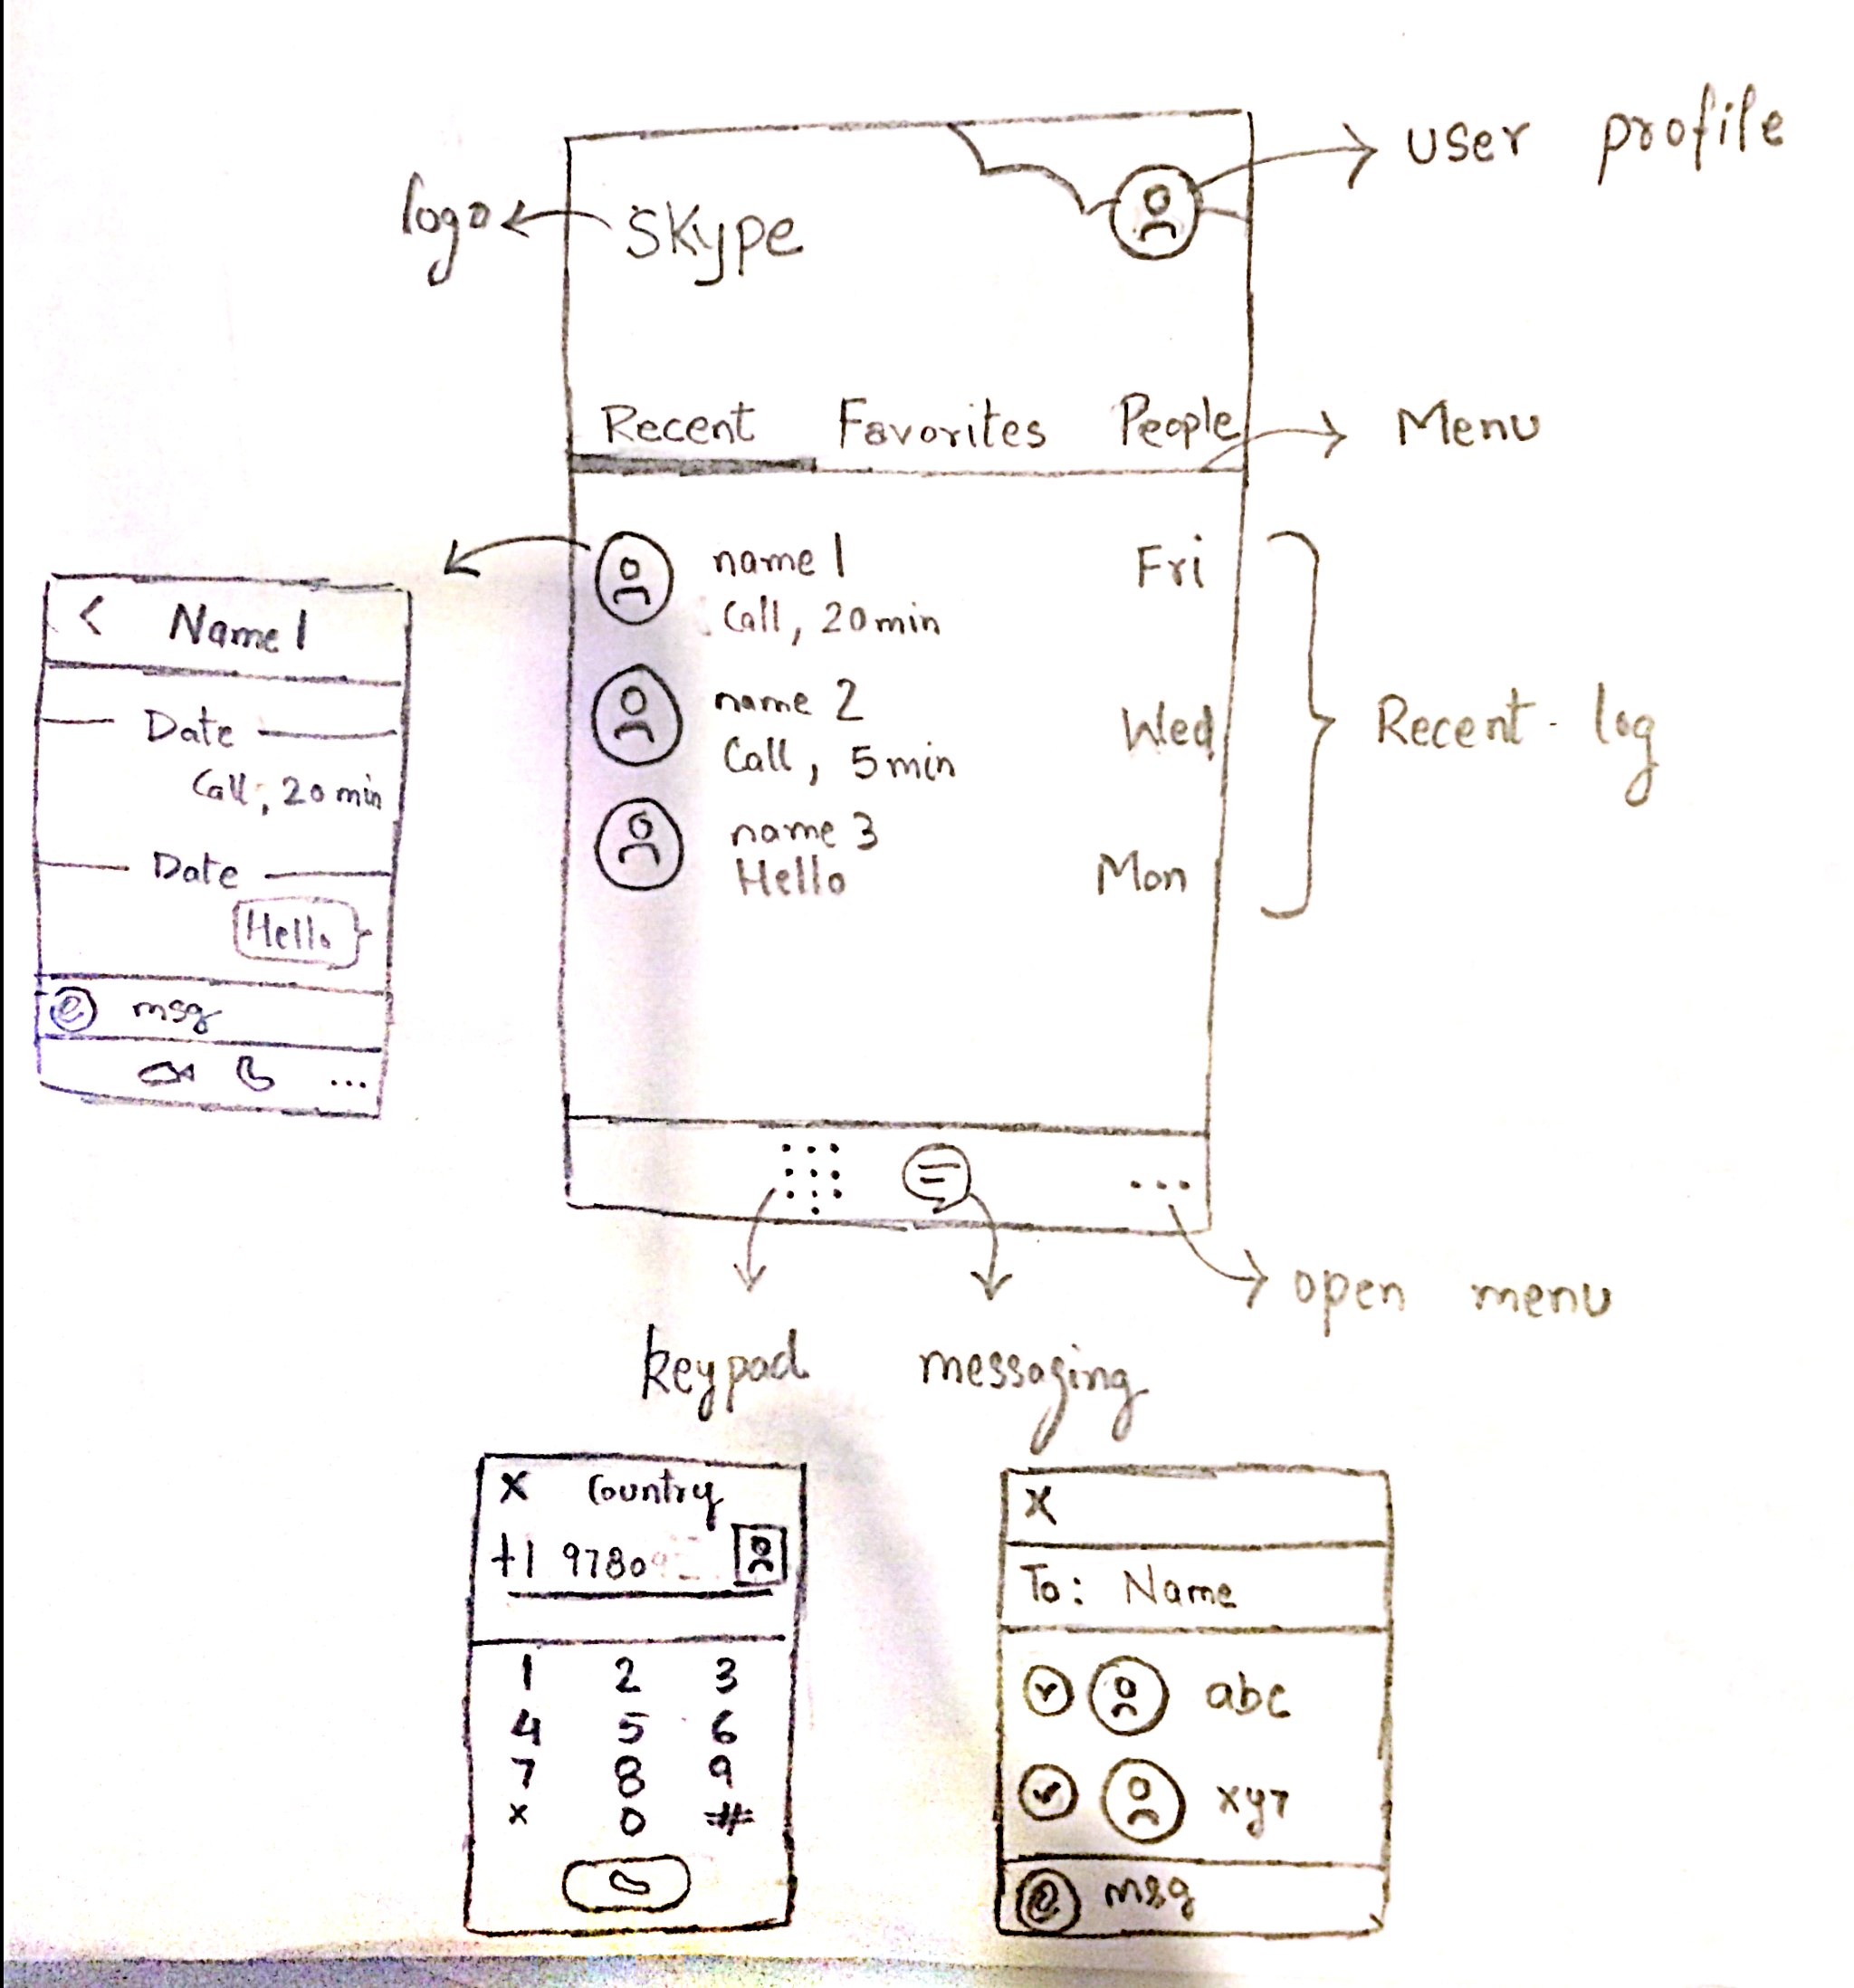 user profile
logo
Skype
Recent Favorites People
Menu
name 1 Fri
Call, 20 min
name 2 Wed
Call, 5 min
name 3
Hello Mon
Recent - log
< Name 1
Date
Call, 20 min
Date
Hello
e msg
...
...
open menu
keypad messaging
X Country
+1 9780
1 2 3
4 5 6
7 8 9
x 0 #
X
To: Name
abc
xyz
e msg